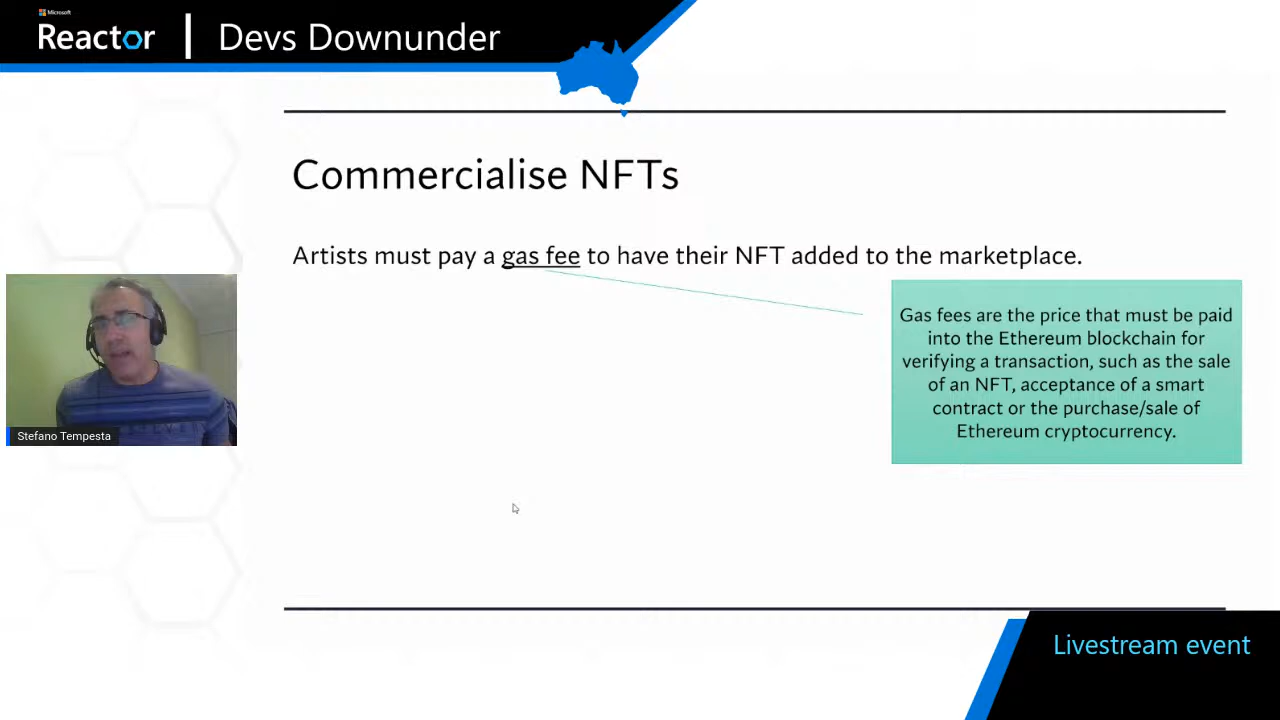 Microsoft
Reactor
Devs Downunder
Commercialise NFTs
Artists must pay a gas fee to have their NFT added to the marketplace.
Gas fees are the price that must be paid
into the Ethereum blockchain for
verifying a transaction, such as the sale
of an NFT, acceptance of a smart
contract or the purchase/sale of
Ethereum cryptocurrency.
Stefano Tempesta
Livestream event